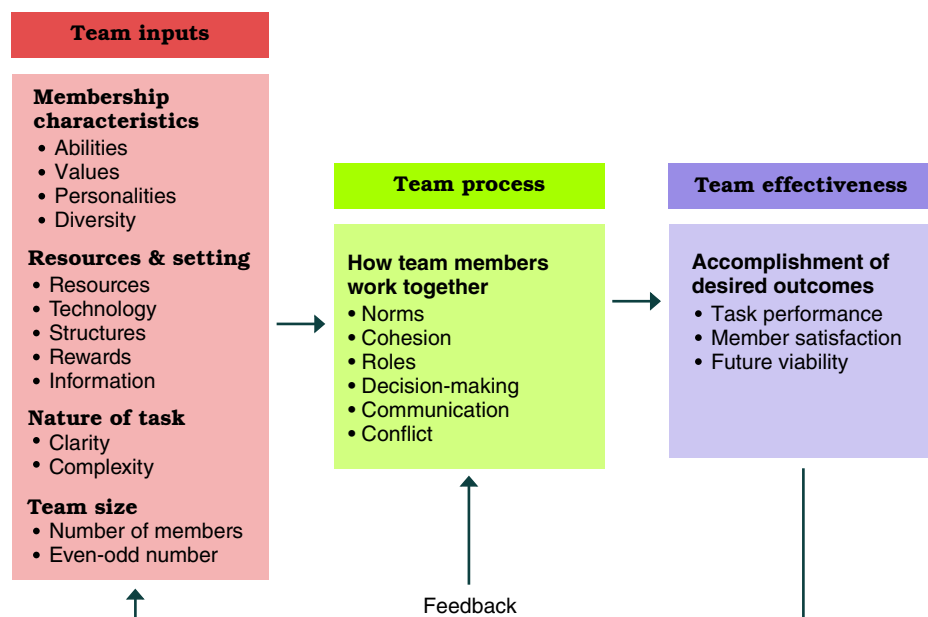 Team inputs
Membership
characteristics
• Abilities
• Values
• Personalities
• Diversity
Resources & setting
• Resources
• Technology
• Structures
• Rewards
• Information
Nature of task
• Clarity
• Complexity
Team size
• Number of members
• Even-odd number
Team process
How team members
work together
• Norms
• Cohesion
• Roles
• Decision-making
• Communication
• Conflict
Team effectiveness
Accomplishment of
desired outcomes
• Task performance
• Member satisfaction
• Future viability
Feedback